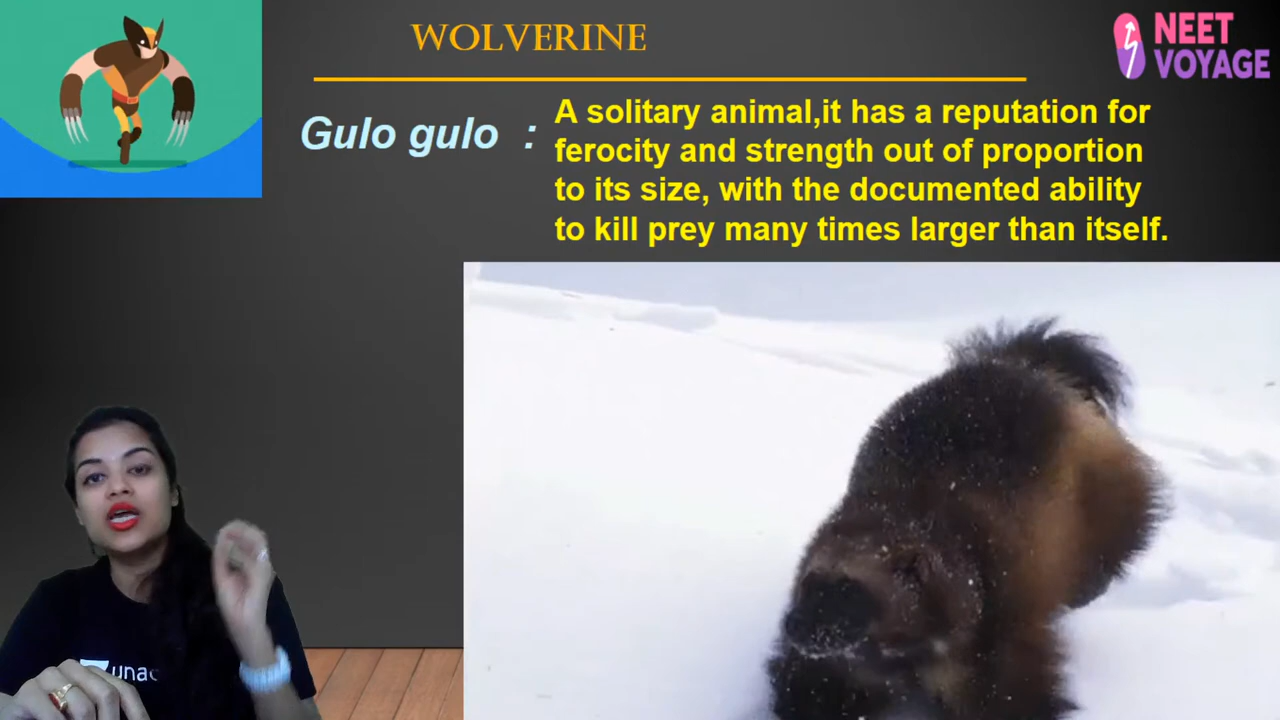 WOLVERINE
NEET
VOYAGE
Gulo gulo :
A solitary animal,it has a reputation for
ferocity and strength out of proportion
to its size, with the documented ability
to kill prey many times larger than itself.
unac